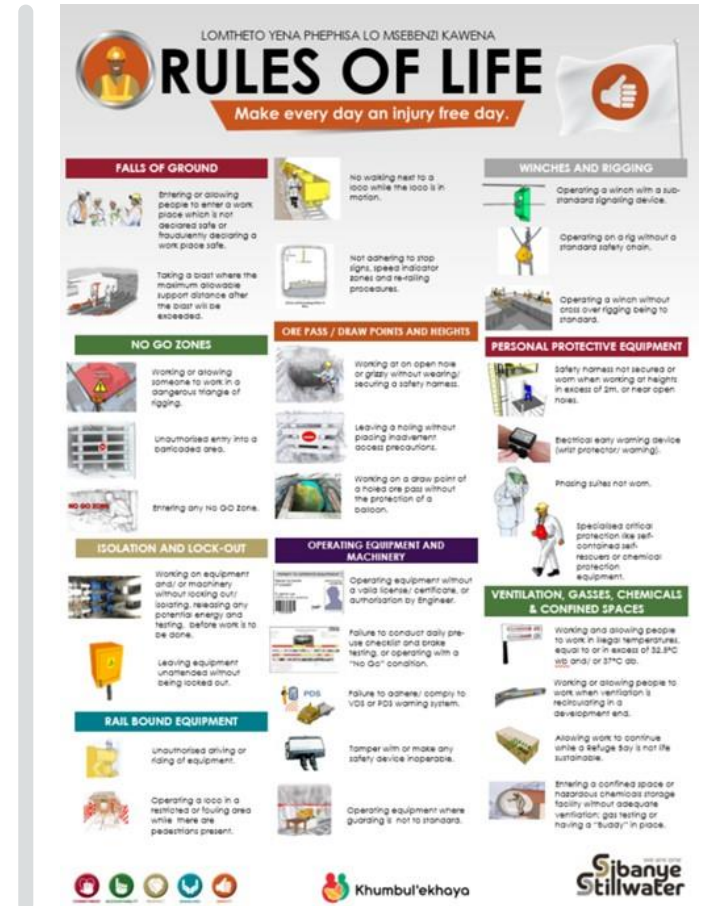 LOMTHETO YENA PHEPHISA LO MSEBENZI KAWENA
RULES OF LIFE
Make every day an injury free day.
FALLS OF GROUND
Entering or allowing
people to enter a work
place which is not
declared safe or
fraudulently declaring a
work place safe.
Taking a blast where the
maximum allowable
support distance after
the blast will be
exceeded.
NO GO ZONES
Working or allowing
someone to work in a
dangerous triangle of
rigging.
Unauthorised entry into a
barricaded area.
NO GO ZONE
Entering any No GO Zone.
ISOLATION AND LOCK-OUT
Working on equipment
and/ or machinery
without locking out/
isolating, releasing any
potential energy and
testing, before work is to
be done.
Leaving equipment
unattended without
being locked out.
RAIL BOUND EQUIPMENT
Unauthorised driving or
riding of equipment.
Operating a loco in a
restricted or fouling area
while there are
pedestrians present.
No walking next to a
loco while the loco is in
motion.
Not adhering to stop
signs, speed indicator
zones and re-railing
procedures.
ORE PASS / DRAW POINTS AND HEIGHTS
Working at an open hole
or grizzly without wearing/
securing a safety harness.
Leaving a holing without
placing inadvertent
access precautions.
Working on a draw point of
a holed ore pass without
the protection of a
balloon.
OPERATING EQUIPMENT AND
MACHINERY
Operating equipment without
a valid license/ certificate, or
authorisation by Engineer.
Failure to conduct daily pre-
use checklist and brake
testing, or operating with a
"No Go" condition.
PDS
Failure to adhere/ comply to
VDS or PDS warning system.
Tamper with or make any
safety device inoperable.
Operating equipment where
guarding is not to standard.
WINCHES AND RIGGING
Operating a winch with a sub-
standard signaling device.
Operating on a rig without a
standard safety chain.
Operating a winch without
cross over rigging being to
standard.
PERSONAL PROTECTIVE EQUIPMENT
Safety harness not secured or
worn when working at heights
in excess of 2m, or near open
holes.
Electrical early warning device
(wrist protector/ warning).
Phasing suites not worn.
Specialised critical
protection like self-
contained self-
rescuers or chemical
protection
equipment.
VENTILATION, GASSES, CHEMICALS
& CONFINED SPACES
Working and allowing people
to work in illegal temperatures,
equal to or in excess of 32.5°C
wb and/ or 37°C db.
Working or allowing people to
work when ventilation is
recirculating in a
development end.
Allowing work to continue
while a Refuge Bay is not life
sustainable.
Entering a confined space or
hazardous chemicals storage
facility without adequate
ventilation; gas testing or
having a "Buddy" in place.
Khumbul'ekhaya
WE ARE ONE
Sibanye
Stillwater